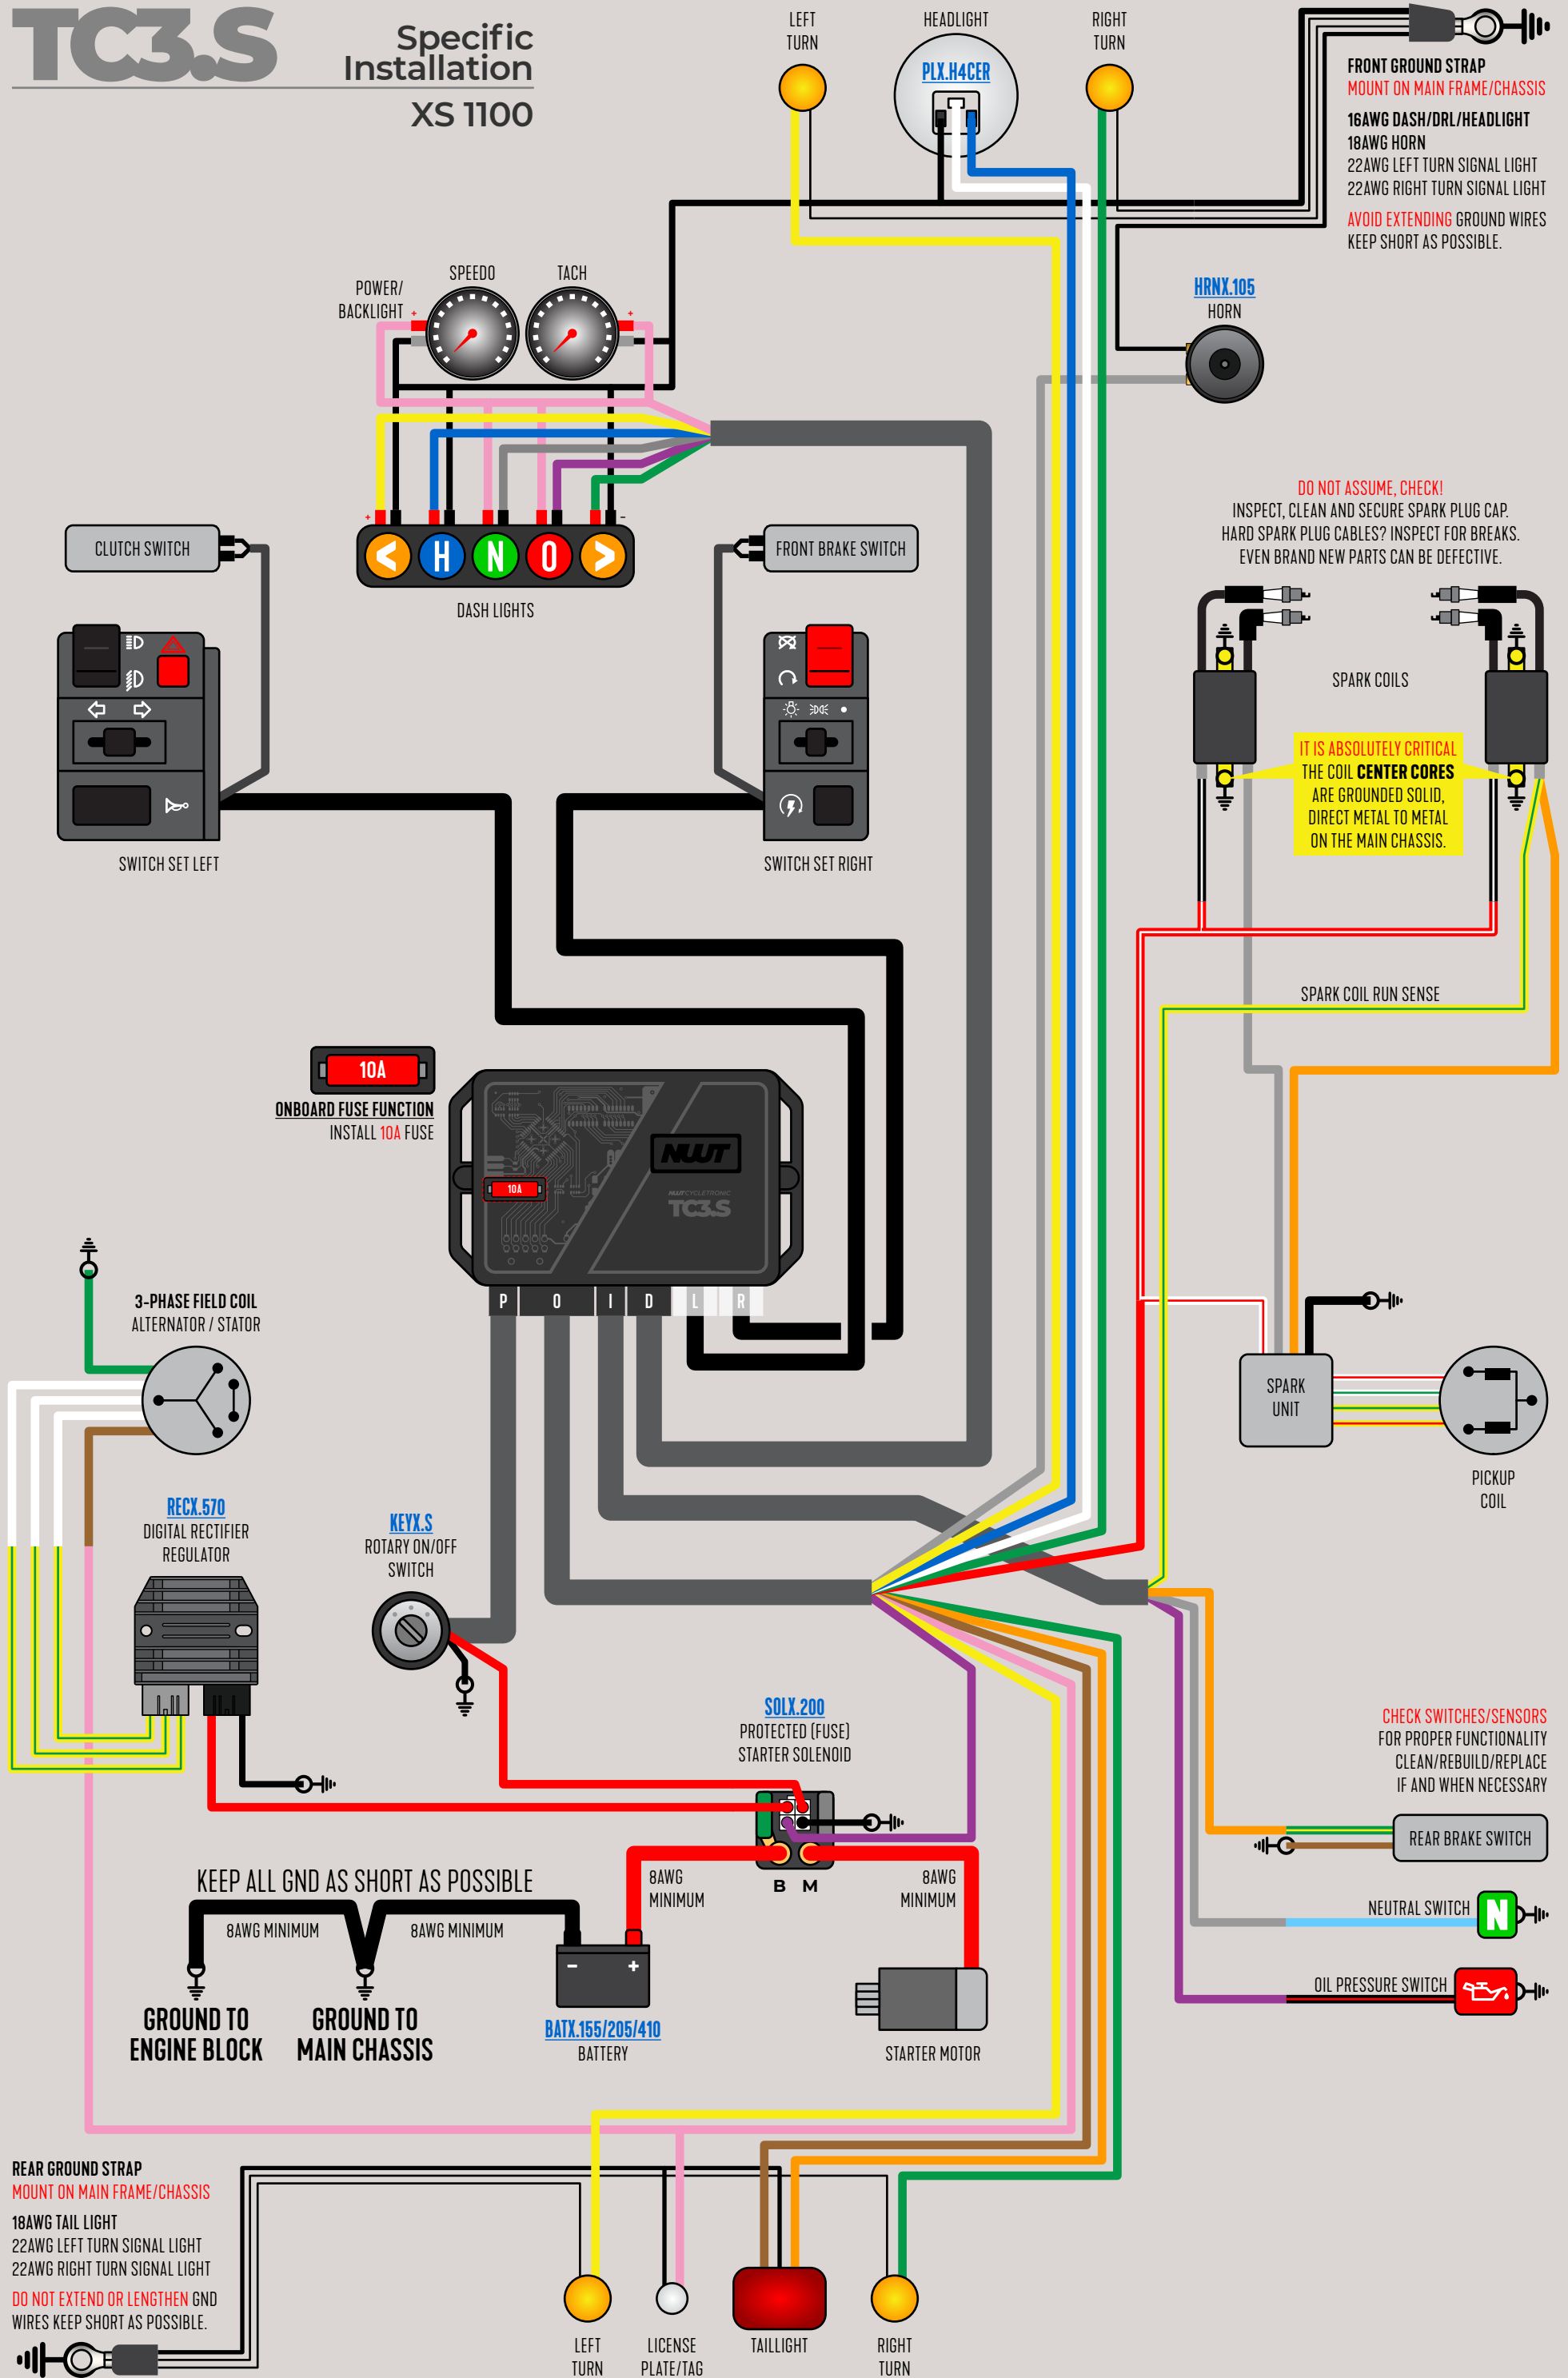 TC3.S
Specific
Installation
XS 1100
LEFT
TURN
HEADLIGHT
PLX.H4CER
RIGHT
TURN
FRONT GROUND STRAP
MOUNT ON MAIN FRAME/CHASSIS
16AWG DASH/DRL/HEADLIGHT
18AWG HORN
22AWG LEFT TURN SIGNAL LIGHT
22AWG RIGHT TURN SIGNAL LIGHT
AVOID EXTENDING GROUND WIRES
KEEP SHORT AS POSSIBLE.
POWER/
BACKLIGHT
SPEEDO
TACH
+
+
HRNX.105
HORN
+
-
< H N O >
DASH LIGHTS
CLUTCH SWITCH
FRONT BRAKE SWITCH
DO NOT ASSUME, CHECK!
INSPECT, CLEAN AND SECURE SPARK PLUG CAP.
HARD SPARK PLUG CABLES? INSPECT FOR BREAKS.
EVEN BRAND NEW PARTS CAN BE DEFECTIVE.
SPARK COILS
IT IS ABSOLUTELY CRITICAL
THE COIL CENTER CORES
ARE GROUNDED SOLID,
DIRECT METAL TO METAL
ON THE MAIN CHASSIS.
SWITCH SET LEFT
SWITCH SET RIGHT
SPARK COIL RUN SENSE
10A
ONBOARD FUSE FUNCTION
INSTALL 10A FUSE
NWT
10A
NWT CYCLETRONIC
TC3.S
P O I D L R
3-PHASE FIELD COIL
ALTERNATOR / STATOR
SPARK
UNIT
PICKUP
COIL
RECX.570
DIGITAL RECTIFIER
REGULATOR
KEYX.S
ROTARY ON/OFF
SWITCH
SOLX.200
PROTECTED (FUSE)
STARTER SOLENOID
B M
CHECK SWITCHES/SENSORS
FOR PROPER FUNCTIONALITY
CLEAN/REBUILD/REPLACE
IF AND WHEN NECESSARY
REAR BRAKE SWITCH
NEUTRAL SWITCH
N
OIL PRESSURE SWITCH
KEEP ALL GND AS SHORT AS POSSIBLE
8AWG MINIMUM
8AWG MINIMUM
8AWG
MINIMUM
8AWG
MINIMUM
- +
GROUND TO
ENGINE BLOCK
GROUND TO
MAIN CHASSIS
BATX.155/205/410
BATTERY
STARTER MOTOR
REAR GROUND STRAP
MOUNT ON MAIN FRAME/CHASSIS
18AWG TAIL LIGHT
22AWG LEFT TURN SIGNAL LIGHT
22AWG RIGHT TURN SIGNAL LIGHT
DO NOT EXTEND OR LENGTHEN GND
WIRES KEEP SHORT AS POSSIBLE.
LEFT
TURN
LICENSE
PLATE/TAG
TAILLIGHT
RIGHT
TURN